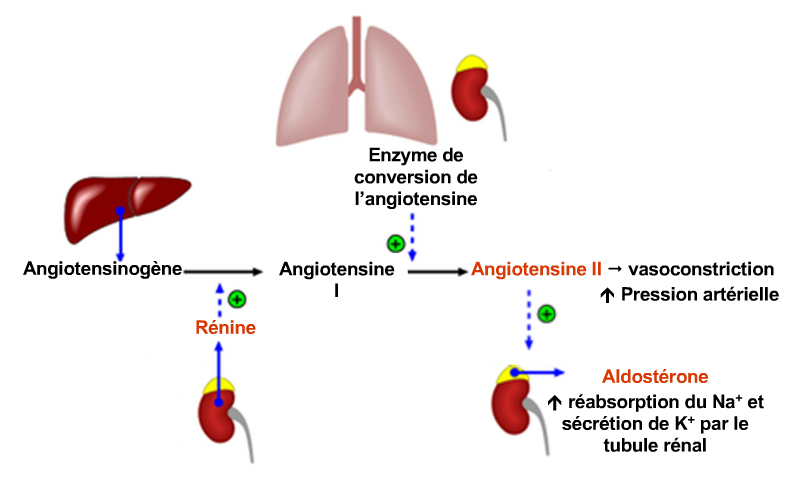 Enzyme de
conversion de
l'angiotensine
Angiotensinogène
Angiotensine
I
Angiotensine II → vasoconstriction
↑ Pression artérielle
Rénine
Aldostérone
↑ réabsorption du Na⁺ et
sécrétion de K⁺ par le
tubule rénal